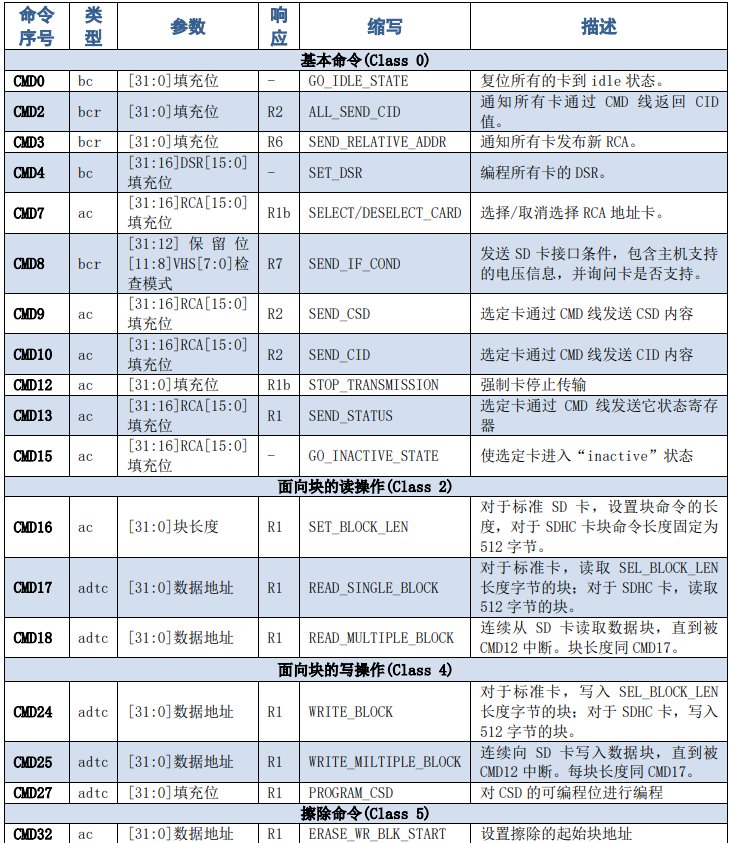 命令序号 类型 参数 响应 缩写 描述
基本命令(Class 0)
CMD0 bc [31:0]填充位 - GO_IDLE_STATE 复位所有的卡到 idle 状态。
CMD2 bcr [31:0]填充位 R2 ALL_SEND_CID 通知所有卡通过 CMD 线返回 CID 值。
CMD3 bcr [31:0]填充位 R6 SEND_RELATIVE_ADDR 通知所有卡发布新 RCA。
CMD4 bc [31:16]DSR[15:0]填充位 - SET_DSR 编程所有卡的 DSR。
CMD7 ac [31:16]RCA[15:0]填充位 R1b SELECT/DESELECT_CARD 选择/取消选择 RCA 地址卡。
CMD8 bcr [31:12]保留位[11:8]VHS[7:0]检查模式 R7 SEND_IF_COND 发送 SD 卡接口条件，包含主机支持的电压信息，并询问卡是否支持。
CMD9 ac [31:16]RCA[15:0]填充位 R2 SEND_CSD 选定卡通过 CMD 线发送 CSD 内容
CMD10 ac [31:16]RCA[15:0]填充位 R2 SEND_CID 选定卡通过 CMD 线发送 CID 内容
CMD12 ac [31:0]填充位 R1b STOP_TRANSMISSION 强制卡停止传输
CMD13 ac [31:16]RCA[15:0]填充位 R1 SEND_STATUS 选定卡通过 CMD 线发送它状态寄存器
CMD15 ac [31:16]RCA[15:0]填充位 - GO_INACTIVE_STATE 使选定卡进入“inactive”状态
面向块的读操作(Class 2)
CMD16 ac [31:0]块长度 R1 SET_BLOCK_LEN 对于标准 SD 卡，设置块命令的长度，对于 SDHC 卡块命令长度固定为 512 字节。
CMD17 adtc [31:0]数据地址 R1 READ_SINGLE_BLOCK 对于标准卡，读取 SEL_BLOCK_LEN 长度字节的块；对于 SDHC 卡，读取 512 字节的块。
CMD18 adtc [31:0]数据地址 R1 READ_MULTIPLE_BLOCK 连续从 SD 卡读取数据块，直到被 CMD12 中断。块长度同 CMD17。
面向块的写操作(Class 4)
CMD24 adtc [31:0]数据地址 R1 WRITE_BLOCK 对于标准卡，写入 SEL_BLOCK_LEN 长度字节的块；对于 SDHC 卡，写入 512 字节的块。
CMD25 adtc [31:0]数据地址 R1 WRITE_MILTIPLE_BLOCK 连续向 SD 卡写入数据块，直到被 CMD12 中断。每块长度同 CMD17。
CMD27 adtc [31:0]填充位 R1 PROGRAM_CSD 对 CSD 的可编程位进行编程
擦除命令(Class 5)
CMD32 ac [31:0]数据地址 R1 ERASE_WR_BLK_START 设置擦除的起始块地址